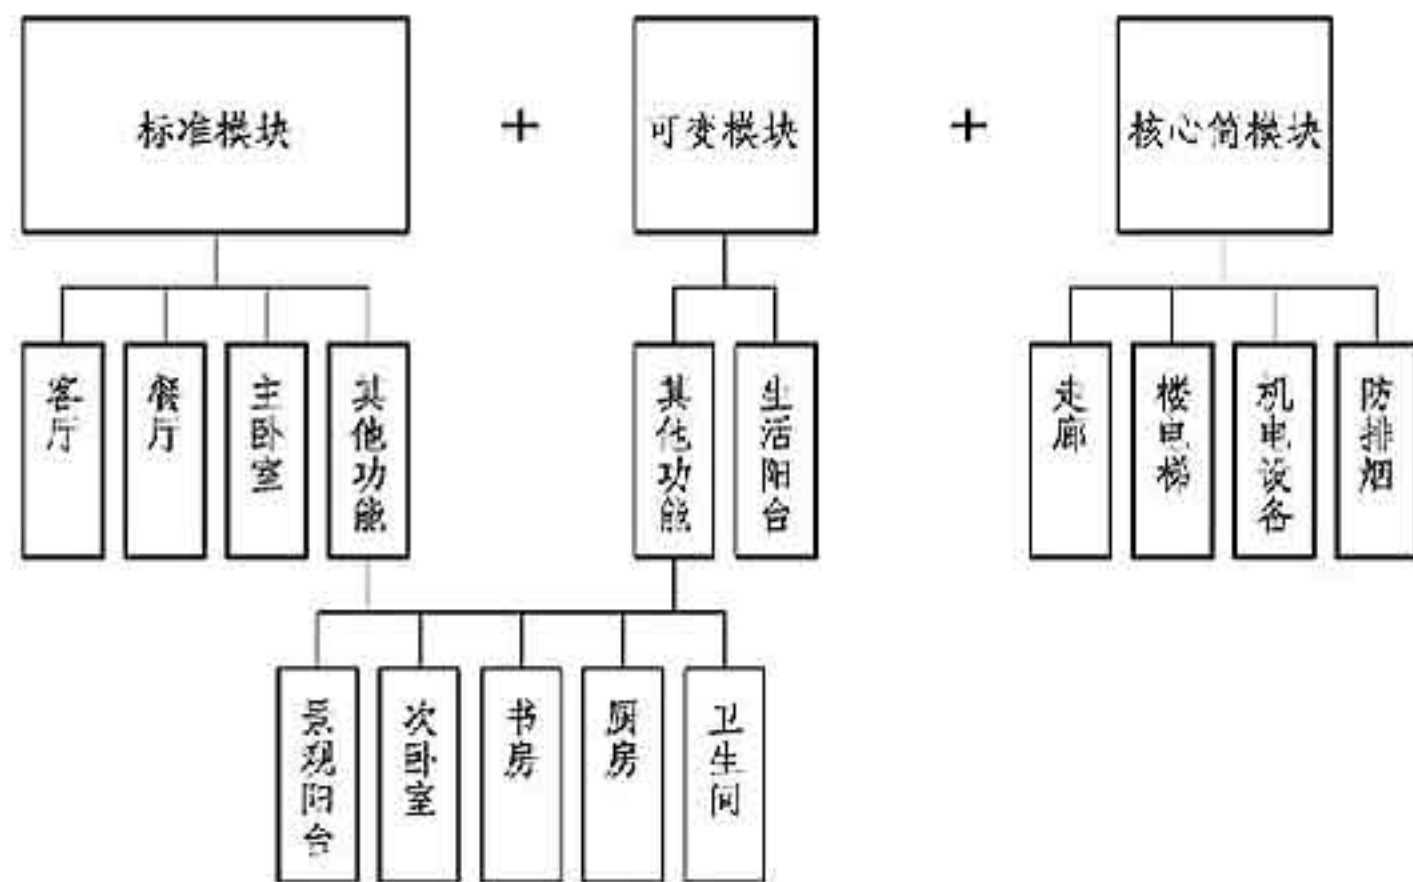 标准模块
+
可变模块
+
核心筒模块
客厅
餐厅
主卧室
其他功能
其他功能
生活阳台
走廊
楼电梯
机电设备
防排烟
景观阳台
次卧室
书房
厨房
卫生间